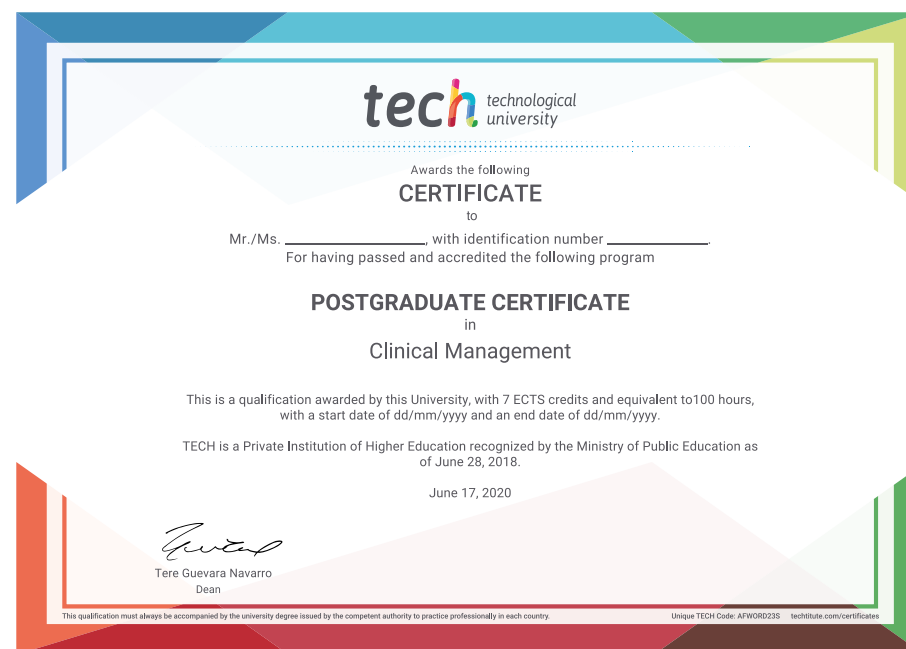 tech technological
university
Awards the following
CERTIFICATE
to
Mr./Ms. ____________________, with identification number ______________.
For having passed and accredited the following program
POSTGRADUATE CERTIFICATE
in
Clinical Management
This is a qualification awarded by this University, with 7 ECTS credits and equivalent to100 hours,
with a start date of dd/mm/yyyy and an end date of dd/mm/yyyy.
TECH is a Private Institution of Higher Education recognized by the Ministry of Public Education as
of June 28, 2018.
June 17, 2020
Tere Guevara Navarro
Dean
This qualification must always be accompanied by the university degree issued by the competent authority to practice professionally in each country.
Unique TECH Code: AFWORD23S techtitute.com/certificates